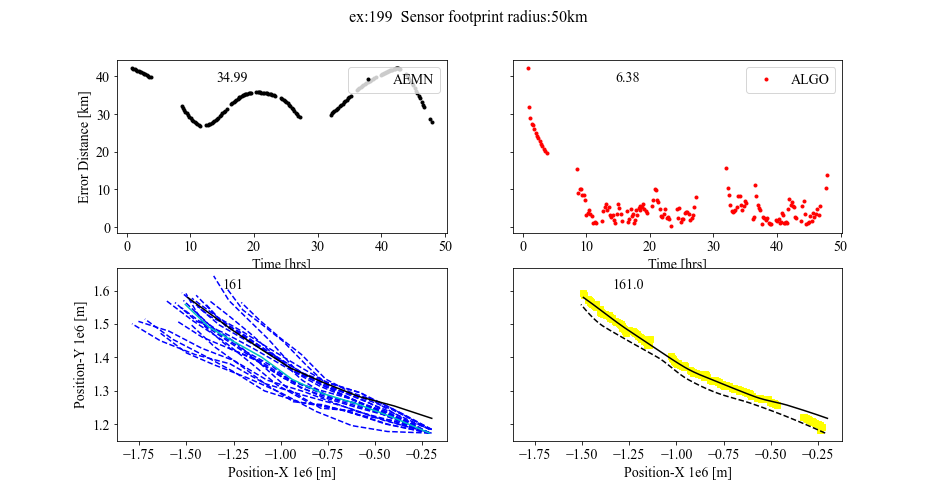 ex:199 Sensor footprint radius:50km
34.99
AEMN
Error Distance [km]
40
30
20
10
0
0 10 20 30 40 50
Time [hrs]
6.38
ALGO
0 10 20 30 40 50
Time [hrs]
161
Position-Y 1e6 [m]
1.6
1.5
1.4
1.3
1.2
−1.75 −1.50 −1.25 −1.00 −0.75 −0.50 −0.25
Position-X 1e6 [m]
161.0
−1.75 −1.50 −1.25 −1.00 −0.75 −0.50 −0.25
Position-X 1e6 [m]